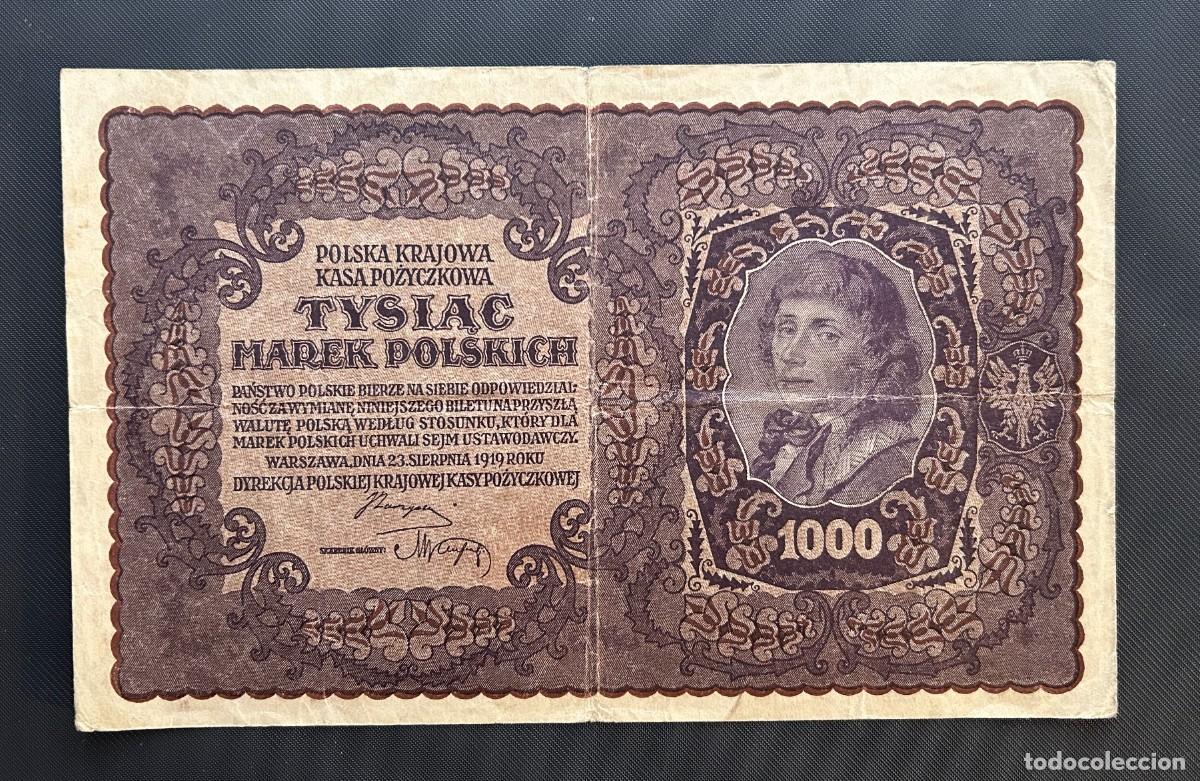 POLSKA KRAJOWA
KASA POŻYCZKOWA
TYSIĄC
MAREK POLSKICH
PAŃSTWO POLSKIE BIERZE NA SIEBIE ODPOWIEDZIAL
NOŚĆ ZA WYMIANĘ, NINIEJSZEGO BILETU NA PRZYSZŁĄ
WALUTĘ POLSKĄ WEDŁUG STOSUNKU, KTÓRY DLA
MAREK POLSKICH UCHWALI SEJM USTAWODAWCZY.
WARSZAWA, DNIA 23. SIERPNIA 1919 ROKU
DYREKCJA POLSKIEJ KRAJOWEJ KASY POŻYCZKOWEJ
SKARBNIK GŁÓWNY:
1000
todocoleccion